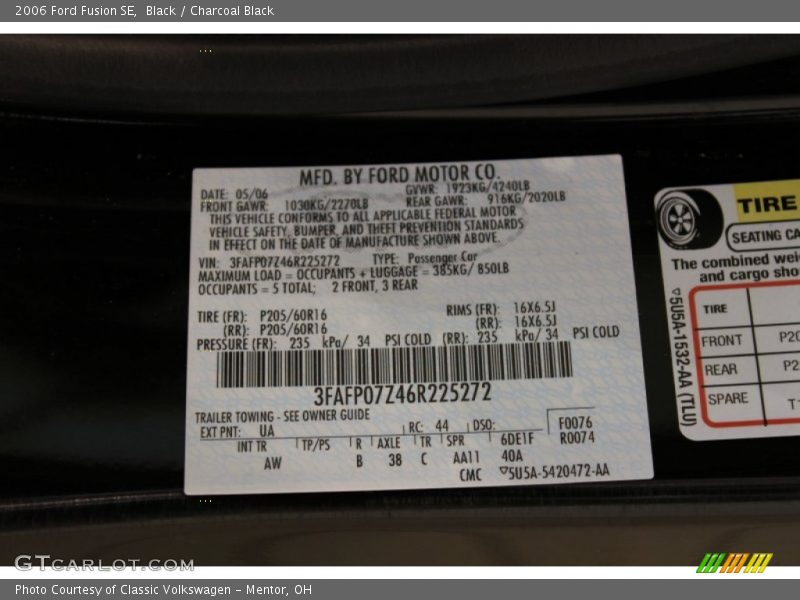 2006 Ford Fusion SE, Black / Charcoal Black
MFD. BY FORD MOTOR CO.
DATE: 05/06 GVWR: 1923KG/4240LB
FRONT GAWR: 1030KG/2270LB REAR GAWR: 916KG/2020LB
THIS VEHICLE CONFORMS TO ALL APPLICABLE FEDERAL MOTOR
VEHICLE SAFETY, BUMPER, AND THEFT PREVENTION STANDARDS
IN EFFECT ON THE DATE OF MANUFACTURE SHOWN ABOVE.
VIN: 3FAFP07Z46R225272 TYPE: Passenger Car
MAXIMUM LOAD = OCCUPANTS + LUGGAGE = 385KG/ 850LB
OCCUPANTS = 5 TOTAL; 2 FRONT, 3 REAR
TIRE (FR): P205/60R16 RIMS (FR): 16X6.5J
(RR): P205/60R16 (RR): 16X6.5J
PRESSURE (FR): 235 kPa/ 34 PSI COLD (RR): 235 kPa/ 34 PSI COLD
3FAFP07Z46R225272
TRAILER TOWING - SEE OWNER GUIDE
EXT PNT: UA RC: 44 DSO: F0076
INT TR TP/PS R AXLE TR SPR 6DE1F R0074
AW B 38 C AA11 40A
CMC 5U5A-5420472-AA
TIRE
SEATING CA
The combined wei
and cargo sho
5U5A-1532-AA (TLU)
TIRE
FRONT P20
REAR P2
SPARE T1
GTCARLOT.COM
Photo Courtesy of Classic Volkswagen - Mentor, OH